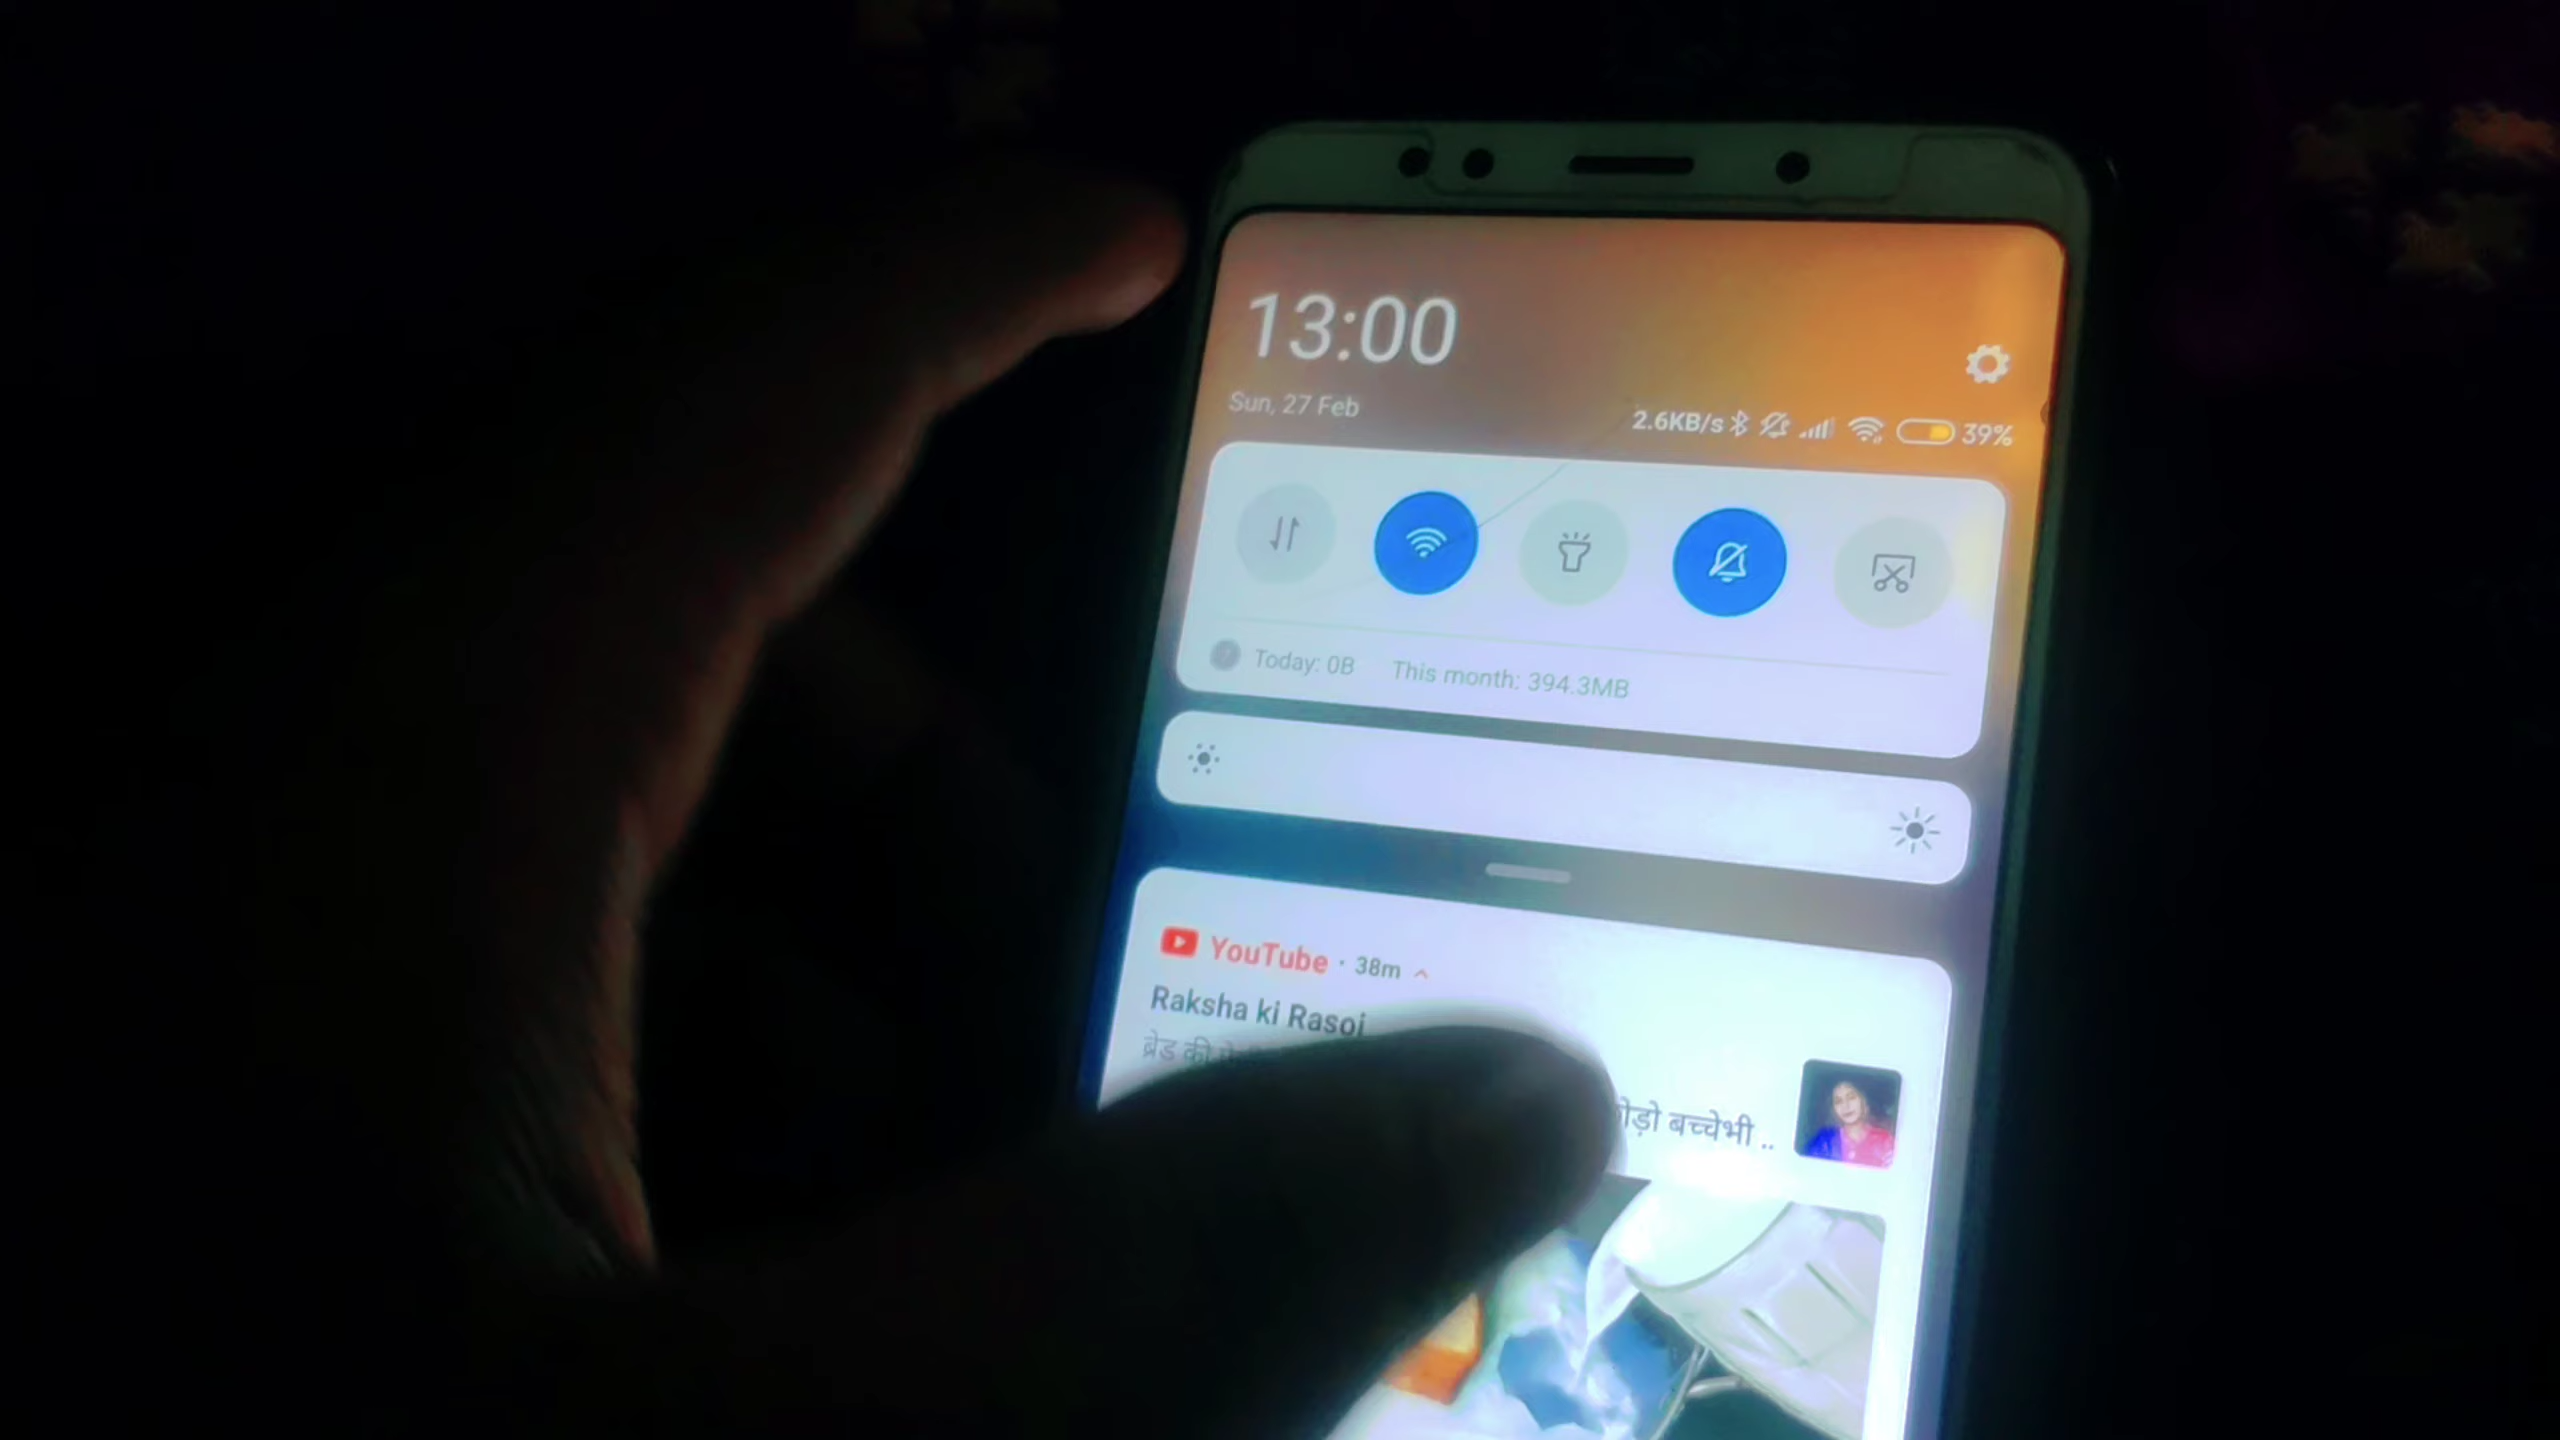 13:00
Sun, 27 Feb
2.6KB/s 39%
Today: 0B This month: 394.3MB
YouTube · 38m
Raksha ki Rasoi
ब्रेड की
बच्चेभी ..